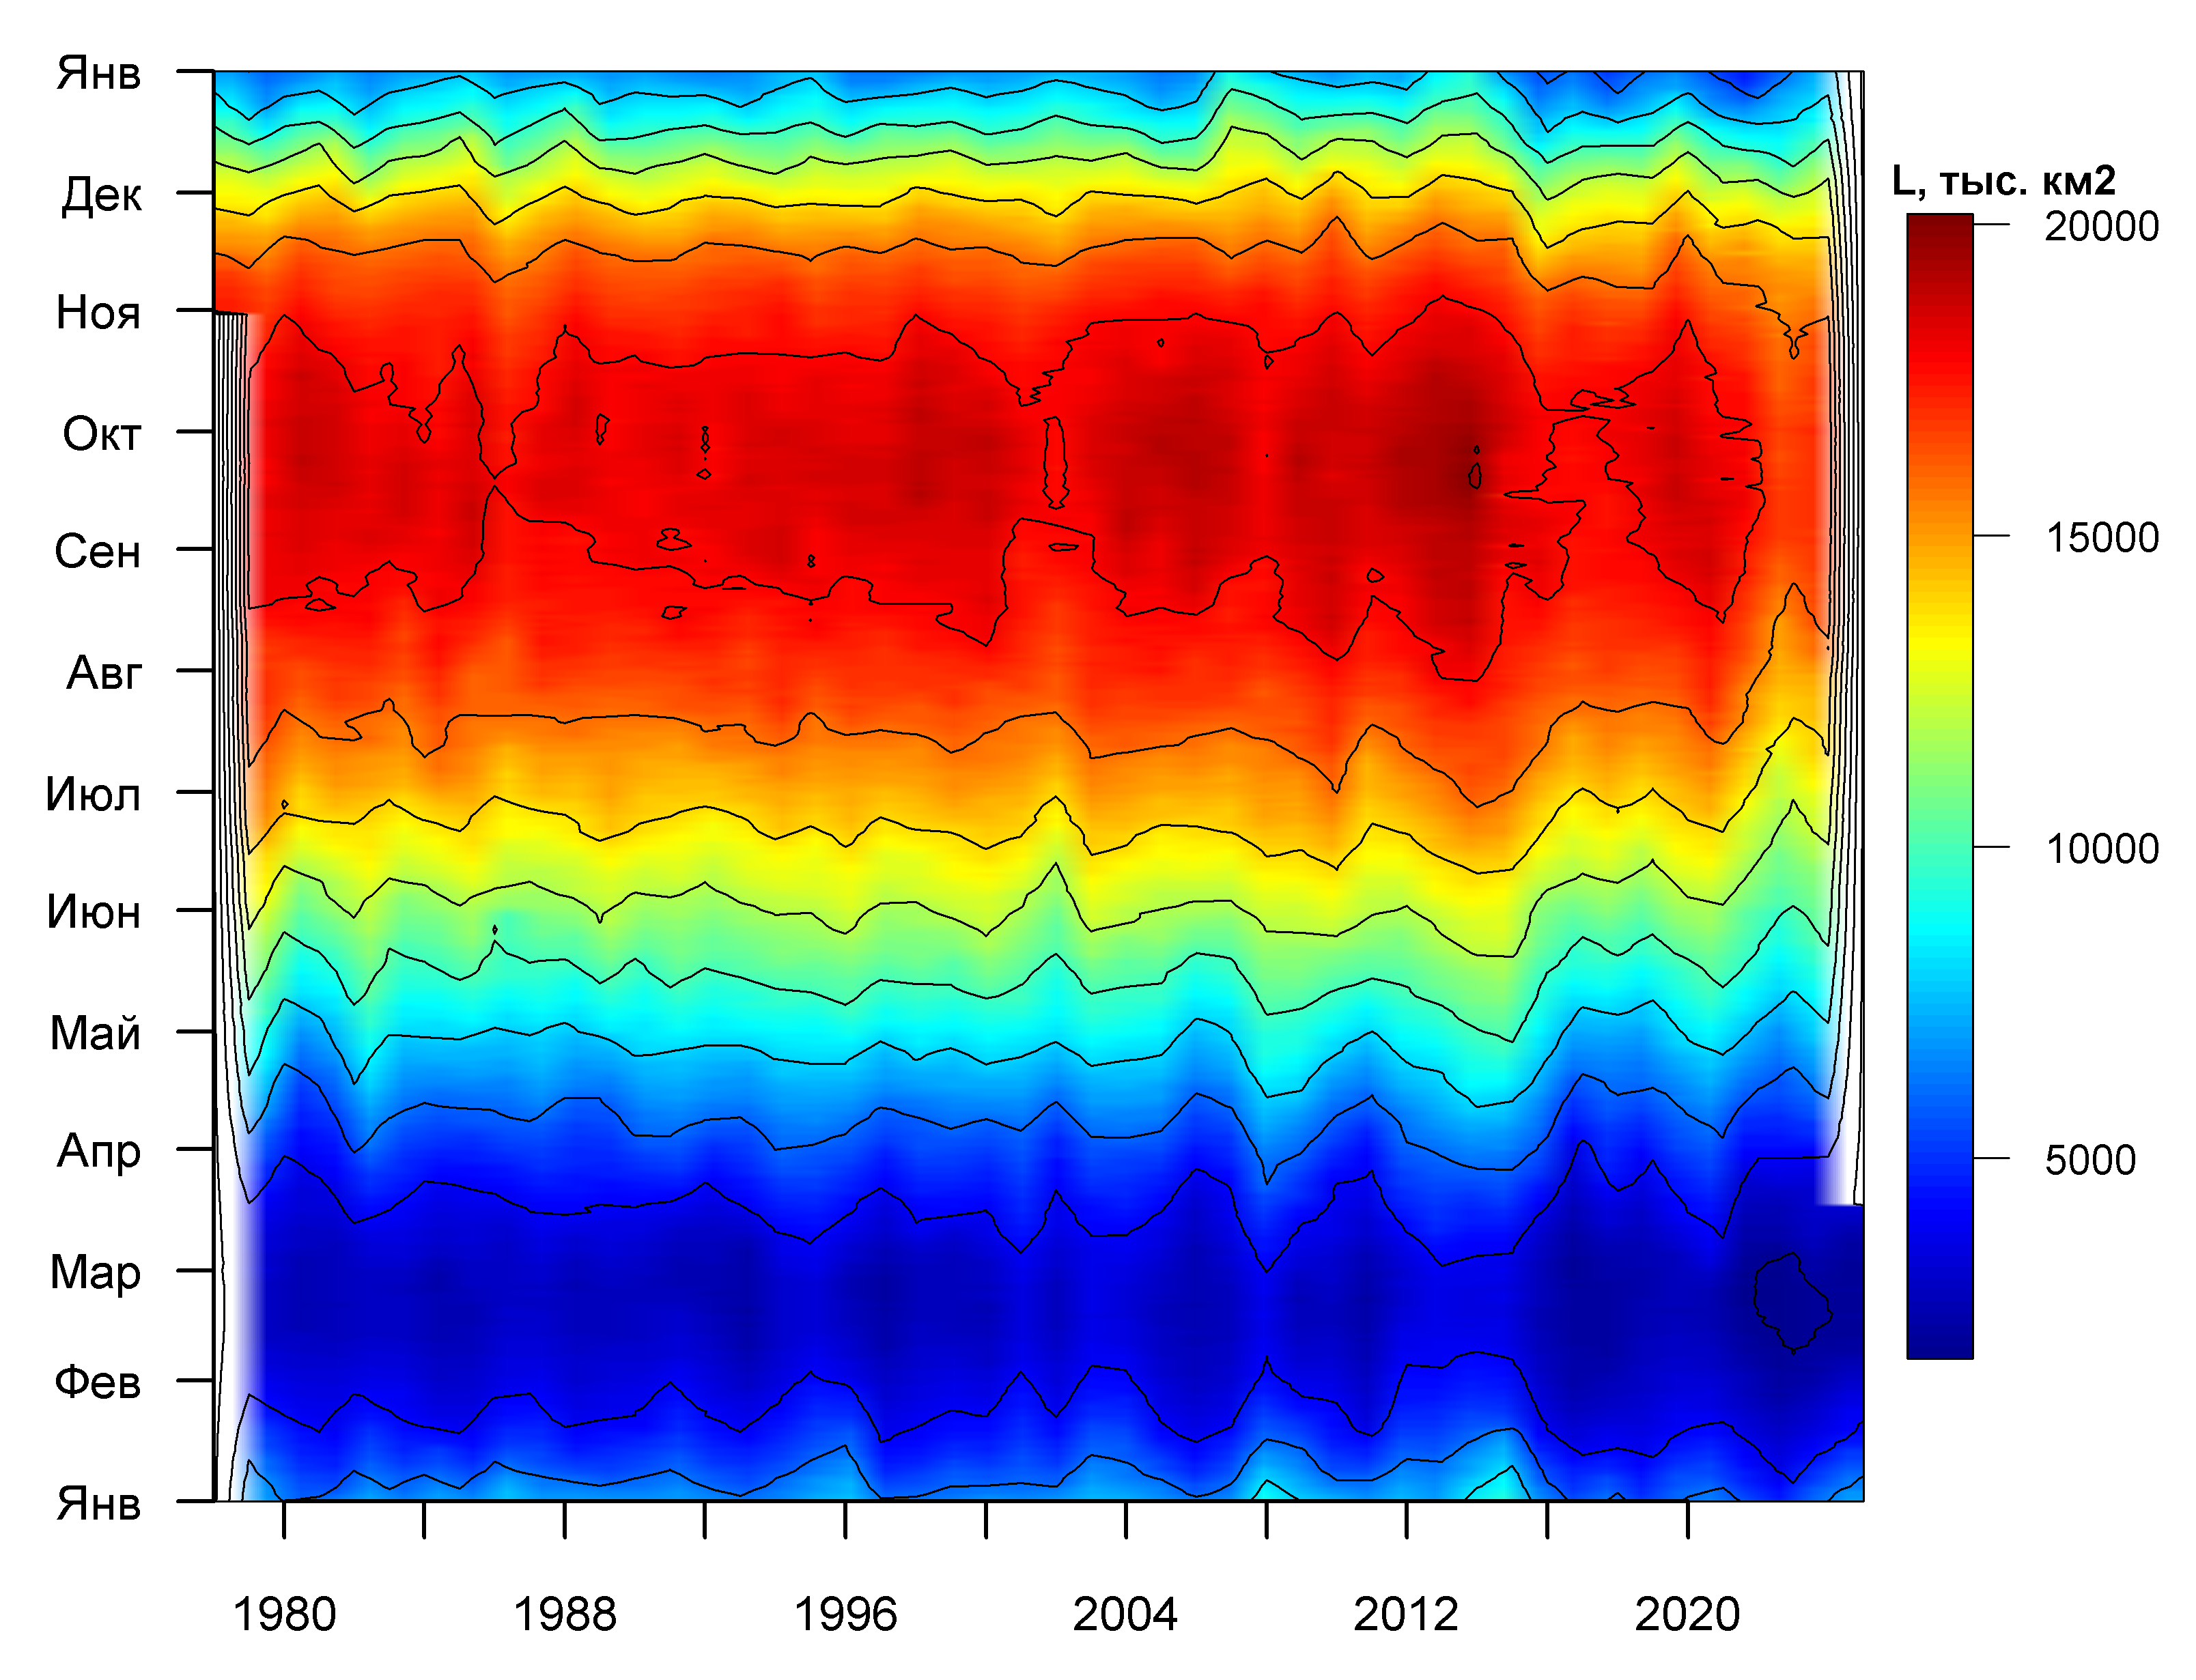 Янв
Дек
Ноя
Окт
Сен
Авг
Июл
Июн
Май
Апр
Мар
Фев
Янв
1980 1988 1996 2004 2012 2020
L, тыс. км2
20000
15000
10000
5000